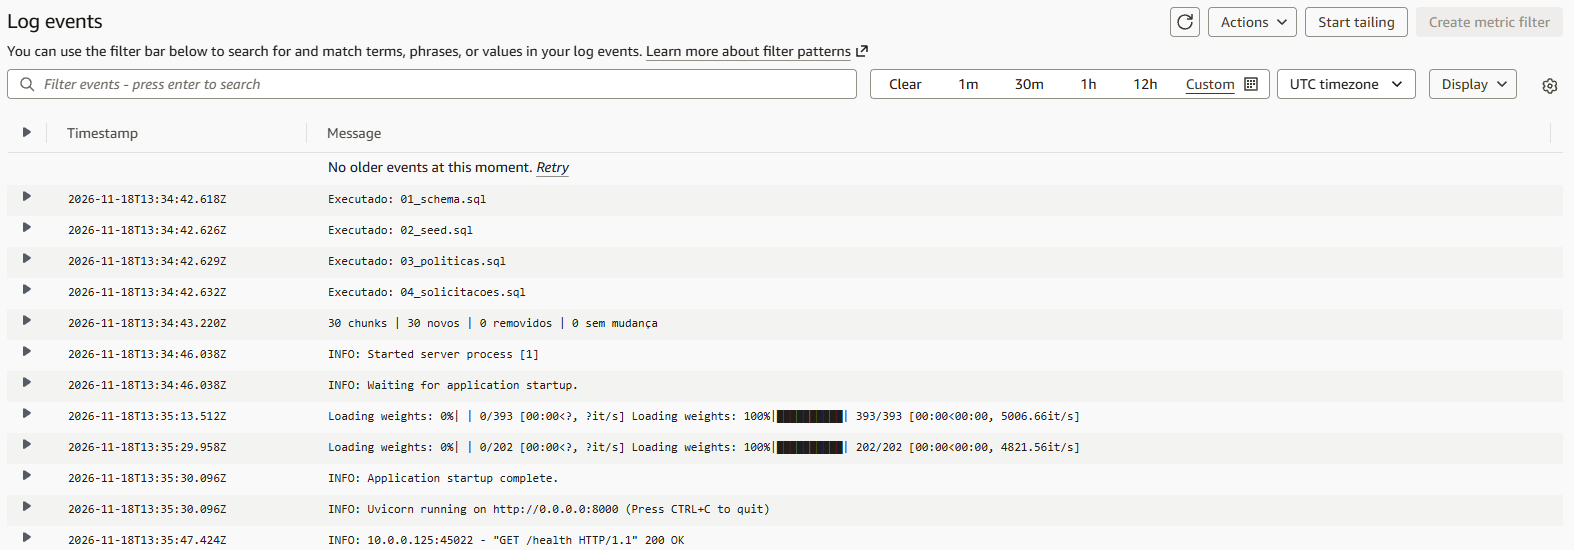 Log events
Actions
Start tailing
Create metric filter
You can use the filter bar below to search for and match terms, phrases, or values in your log events. Learn more about filter patterns
Filter events - press enter to search
Clear 1m 30m 1h 12h Custom
UTC timezone
Display
Timestamp Message
No older events at this moment. Retry
2026-11-18T13:34:42.618Z Executado: 01_schema.sql
2026-11-18T13:34:42.626Z Executado: 02_seed.sql
2026-11-18T13:34:42.629Z Executado: 03_politicas.sql
2026-11-18T13:34:42.632Z Executado: 04_solicitacoes.sql
2026-11-18T13:34:43.220Z 30 chunks | 30 novos | 0 removidos | 0 sem mudança
2026-11-18T13:34:46.038Z INFO: Started server process [1]
2026-11-18T13:34:46.038Z INFO: Waiting for application startup.
2026-11-18T13:35:13.512Z Loading weights: 0%| | 0/393 [00:00<?, ?it/s] Loading weights: 100%|██████████| 393/393 [00:00<00:00, 5006.66it/s]
2026-11-18T13:35:29.958Z Loading weights: 0%| | 0/202 [00:00<?, ?it/s] Loading weights: 100%|██████████| 202/202 [00:00<00:00, 4821.56it/s]
2026-11-18T13:35:30.096Z INFO: Application startup complete.
2026-11-18T13:35:30.096Z INFO: Uvicorn running on http://0.0.0.0:8000 (Press CTRL+C to quit)
2026-11-18T13:35:47.424Z INFO: 10.0.0.125:45022 - "GET /health HTTP/1.1" 200 OK